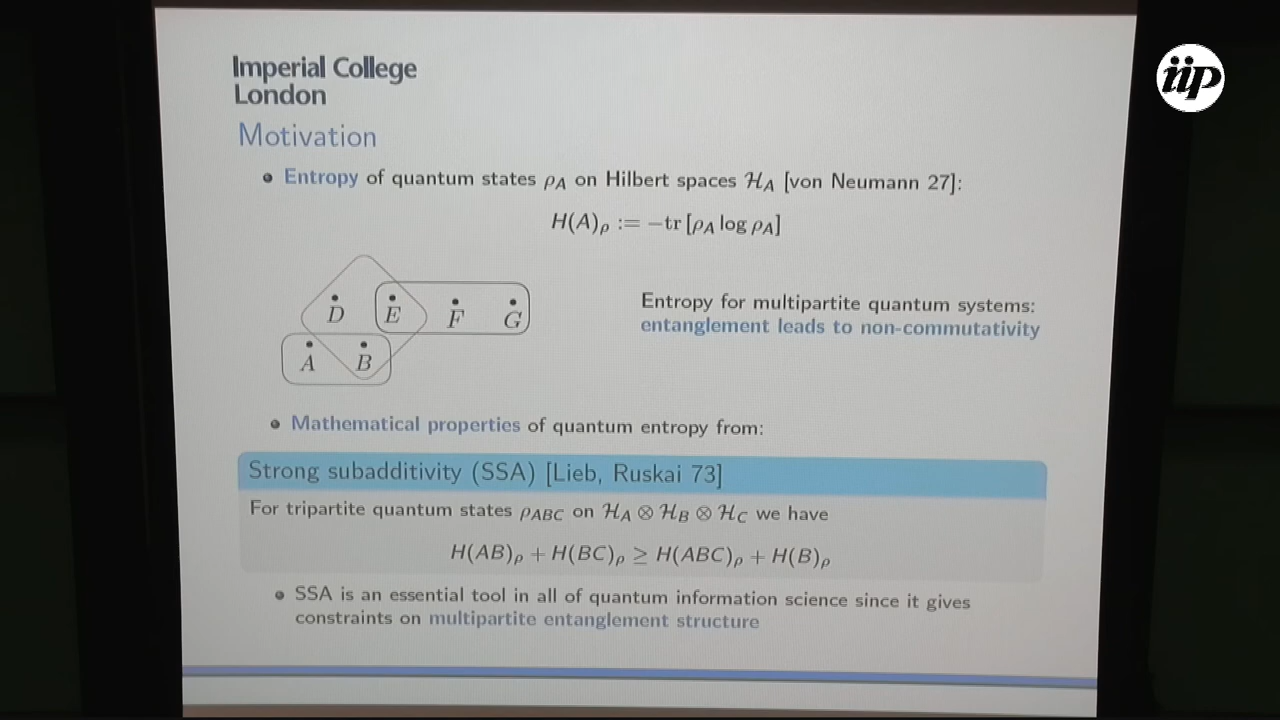 Imperial College
London
iip
Motivation
• Entropy of quantum states ρ_A on Hilbert spaces ℋ_A [von Neumann 27]:
H(A)_ρ := −tr [ρ_A log ρ_A]
D E F G
A B
Entropy for multipartite quantum systems:
entanglement leads to non-commutativity
• Mathematical properties of quantum entropy from:
Strong subadditivity (SSA) [Lieb, Ruskai 73]
For tripartite quantum states ρ_ABC on ℋ_A ⊗ ℋ_B ⊗ ℋ_C we have
H(AB)_ρ + H(BC)_ρ ≥ H(ABC)_ρ + H(B)_ρ
• SSA is an essential tool in all of quantum information science since it gives
constraints on multipartite entanglement structure